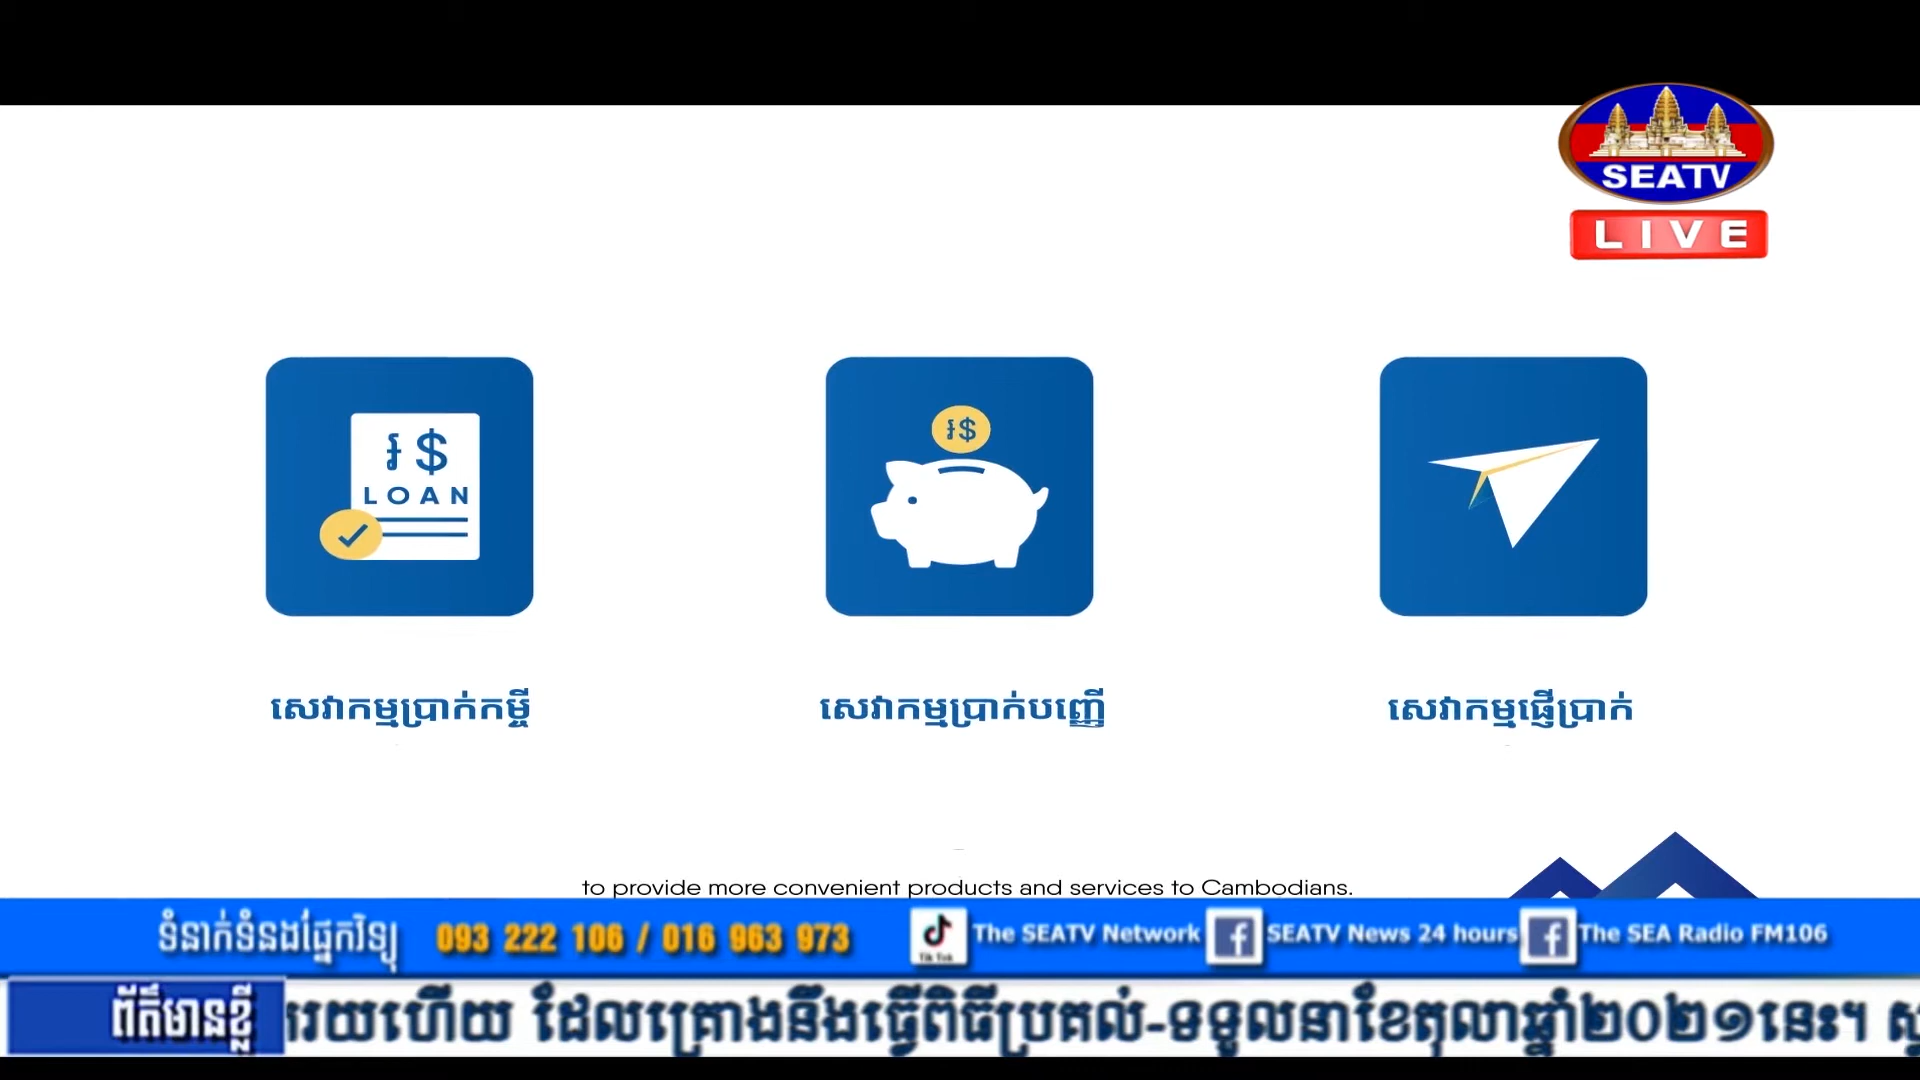 SEATV
LIVE
៛ $
LOAN
៛$
សេវាកម្មប្រាក់កម្ចី
សេវាកម្មប្រាក់បញ្ញើ
សេវាកម្មផ្ញើប្រាក់
to provide more convenient products and services to Cambodians.
ទំនាក់ទំនងផ្នែកវិទ្យុ 093 222 106 / 016 963 973 Tik Tok The SEATV Network SEATV News 24 hours The SEA Radio FM106
ព័ត៌មានខ្លី រយហើយ ដែលគ្រោងនឹងធ្វើពិធីប្រគល់-ទទួលនាខែតុលាឆ្នាំ២០២១នេះ។